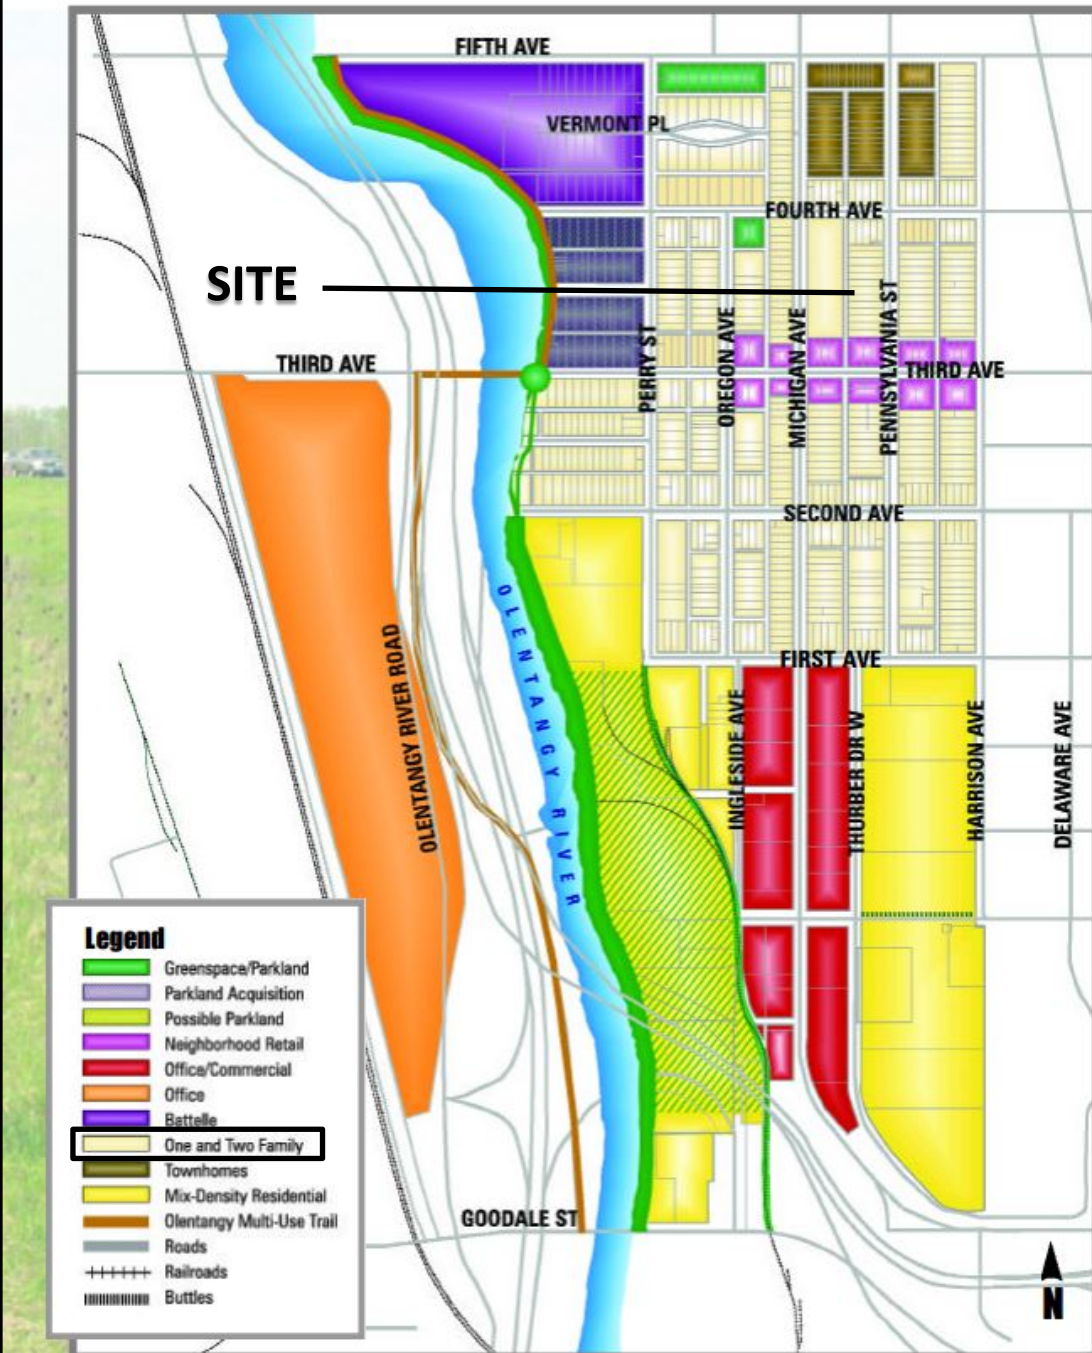 FIFTH AVE
VERMONT PL
FOURTH AVE
SITE
PERRY ST
OREGON AVE
MICHIGAN AVE
PENNSYLVANIA ST
THIRD AVE
THIRD AVE
SECOND AVE
OLENTANGY RIVER
FIRST AVE
OLENTANGY RIVER ROAD
INGLESIDE AVE
THURBER DR W
HARRISON AVE
DELAWARE AVE
Legend
Greenspace/Parkland
Parkland Acquisition
Possible Parkland
Neighborhood Retail
Office/Commercial
Office
Battelle
One and Two Family
Townhomes
Mix-Density Residential
Olentangy Multi-Use Trail
Roads
Railroads
Buttles
GOODALE ST
N